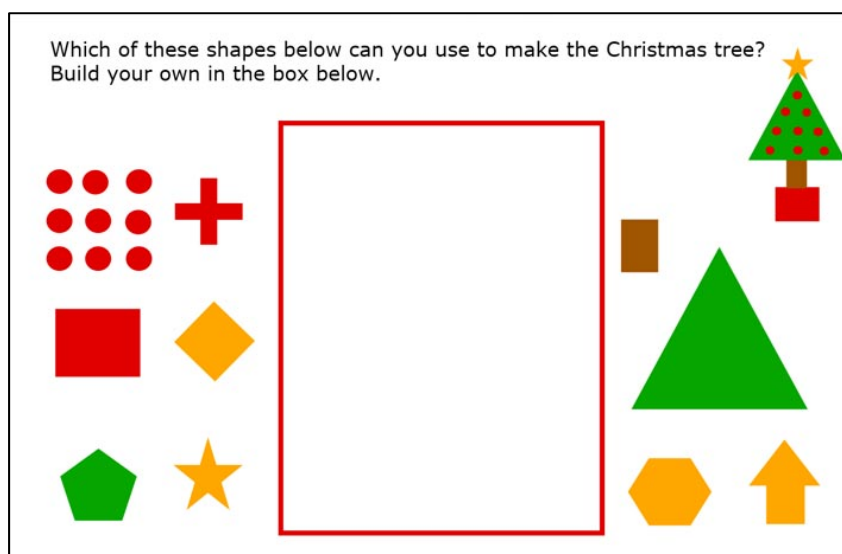 Which of these shapes below can you use to make the Christmas tree?
Build your own in the box below.